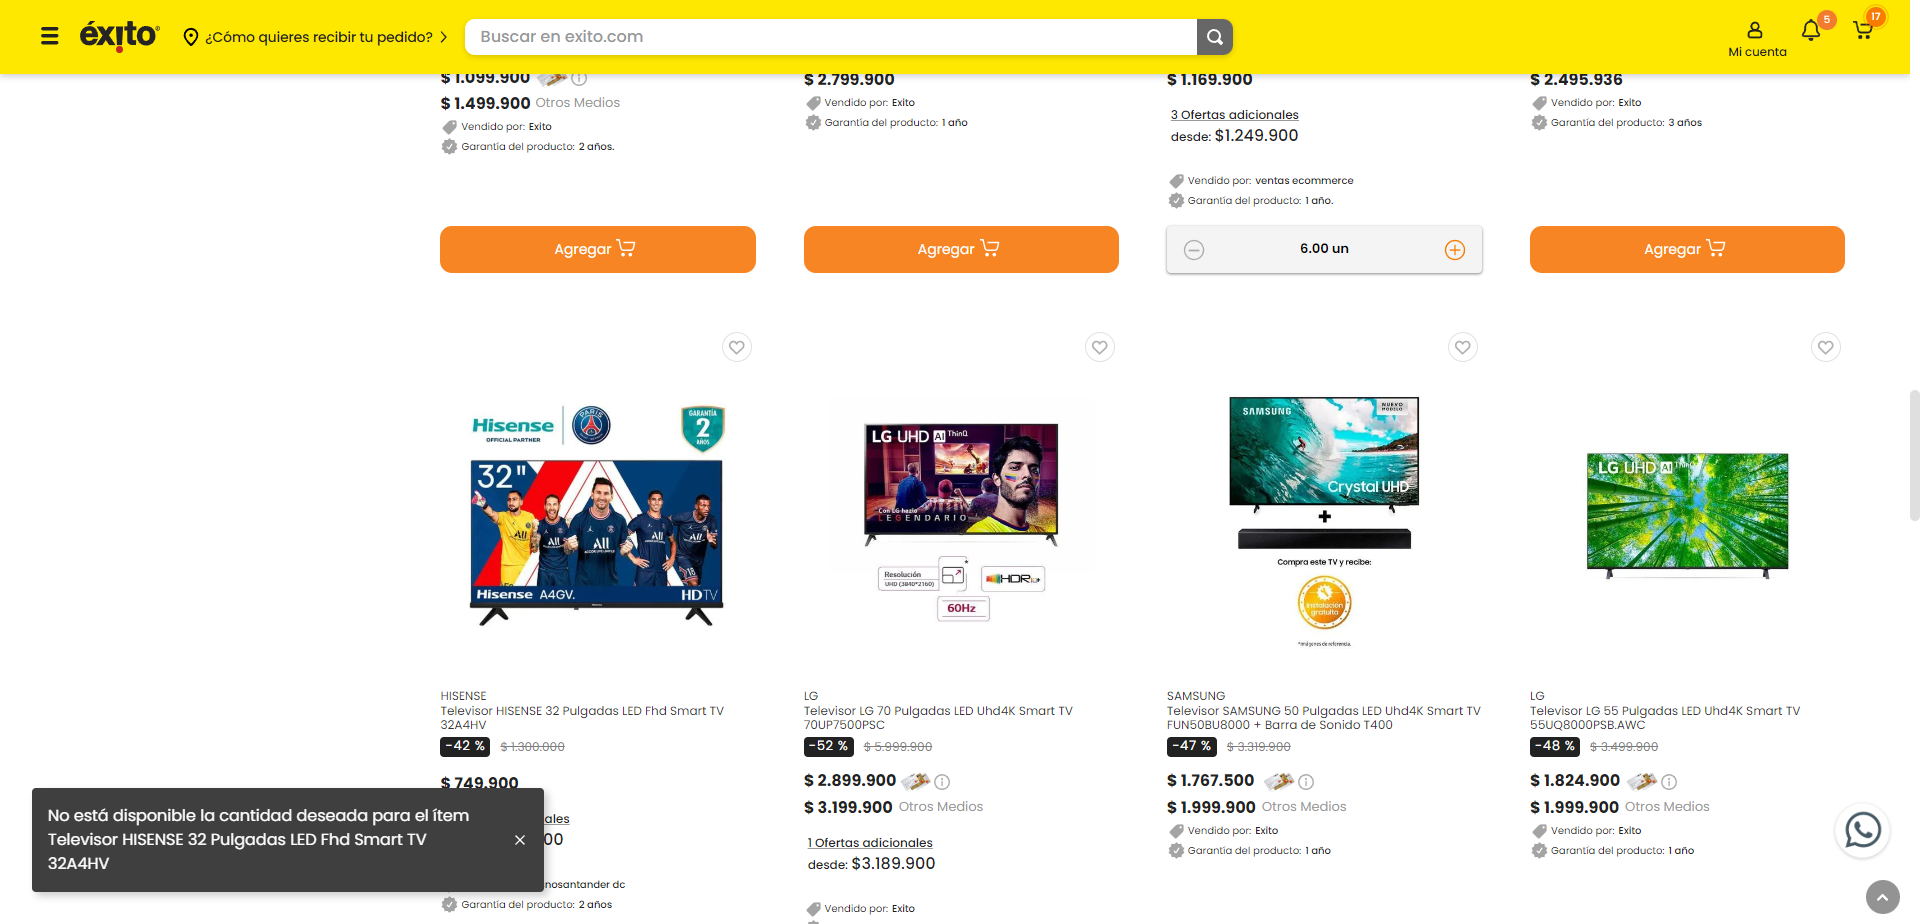 éxito
¿Cómo quieres recibir tu pedido?
Buscar en exito.com
Mi cuenta
5
17
$ 1.099.900
$ 1.499.900 Otros Medios
Vendido por: Exito
Garantía del producto: 2 años.
Agregar
$ 2.799.900
Vendido por: Exito
Garantía del producto: 1 año
Agregar
$ 1.169.900
3 Ofertas adicionales
desde: $1.249.900
Vendido por: ventas ecommerce
Garantía del producto: 1 año.
6.00 un
$ 2.495.936
Vendido por: Exito
Garantía del producto: 3 años
Agregar
Hisense
OFFICIAL PARTNER
PARIS
GARANTÍA
2
AÑOS
32"
Hisense A4GV.
HDTV
HISENSE
Televisor HISENSE 32 Pulgadas LED Fhd Smart TV
32A4HV
-42 % $ 1.300.000
$ 749.900
ales
00
nosantander dc
Garantía del producto: 2 años
LG UHD AI ThinQ
Con LG hazlo
LEGENDARIO
Resolución
UHD (3840*2160)
HDR10+
60Hz
LG
Televisor LG 70 Pulgadas LED Uhd4K Smart TV
70UP7500PSC
-52 % $ 5.999.900
$ 2.899.900
$ 3.199.900 Otros Medios
1 Ofertas adicionales
desde: $3.189.900
Vendido por: Exito
SAMSUNG
NUEVO
MODELO
Crystal UHD
+
Compra este TV y recibe:
instalación
gratuita
*Imágenes de referencia.
SAMSUNG
Televisor SAMSUNG 50 Pulgadas LED Uhd4K Smart TV
FUN50BU8000 + Barra de Sonido T400
-47 % $ 3.319.900
$ 1.767.500
$ 1.999.900 Otros Medios
Vendido por: Exito
Garantía del producto: 1 año
LG UHD AI ThinQ
LG
Televisor LG 55 Pulgadas LED Uhd4K Smart TV
55UQ8000PSB.AWC
-48 % $ 3.499.900
$ 1.824.900
$ 1.999.900 Otros Medios
Vendido por: Exito
Garantía del producto: 1 año
No está disponible la cantidad deseada para el ítem
Televisor HISENSE 32 Pulgadas LED Fhd Smart TV
32A4HV